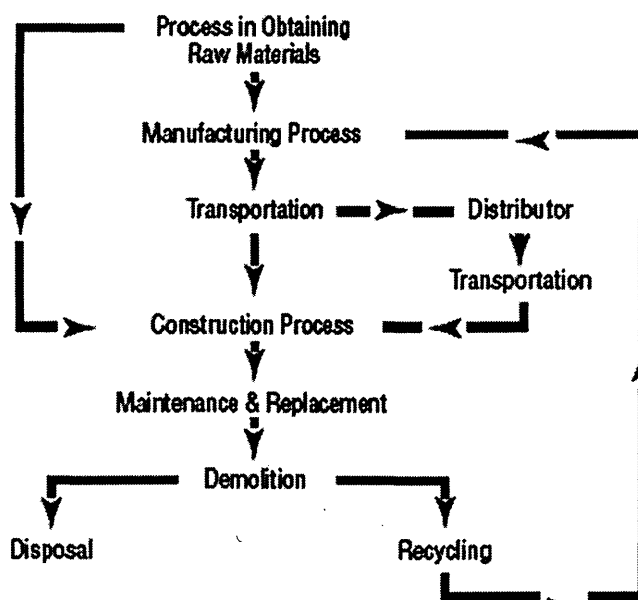 Process in Obtaining
Raw Materials
Manufacturing Process
Transportation
Distributor
Transportation
Construction Process
Maintenance & Replacement
Demolition
Disposal
Recycling